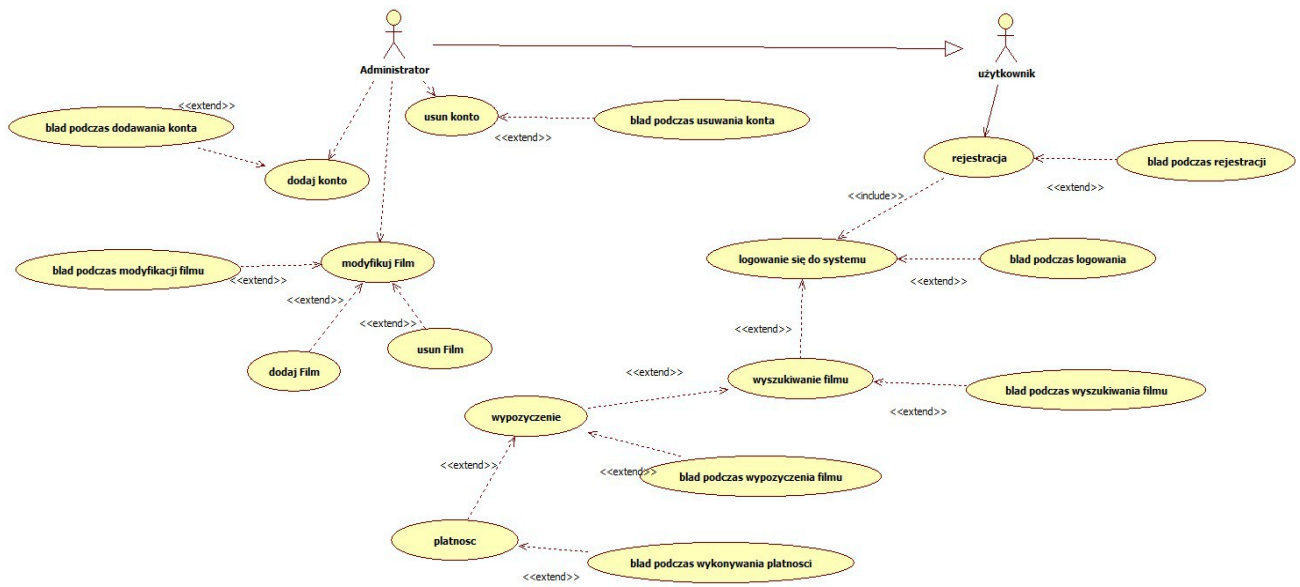 Administrator
użytkownik
<<extend>>
blad podczas dodawania konta
usun konto
<<extend>>
blad podczas usuwania konta
dodaj konto
rejestracja
<<extend>>
blad podczas rejestracji
<<include>>
blad podczas modyfikacji filmu
<<extend>>
modyfikuj Film
logowanie się do systemu
<<extend>>
blad podczas logowania
<<extend>>
<<extend>>
<<extend>>
dodaj Film
usun Film
<<extend>>
wyszukiwanie filmu
<<extend>>
blad podczas wyszukiwania filmu
wypozyczenie
<<extend>>
<<extend>>
blad podczas wypozyczenia filmu
platnosc
<<extend>>
blad podczas wykonywania platnosci